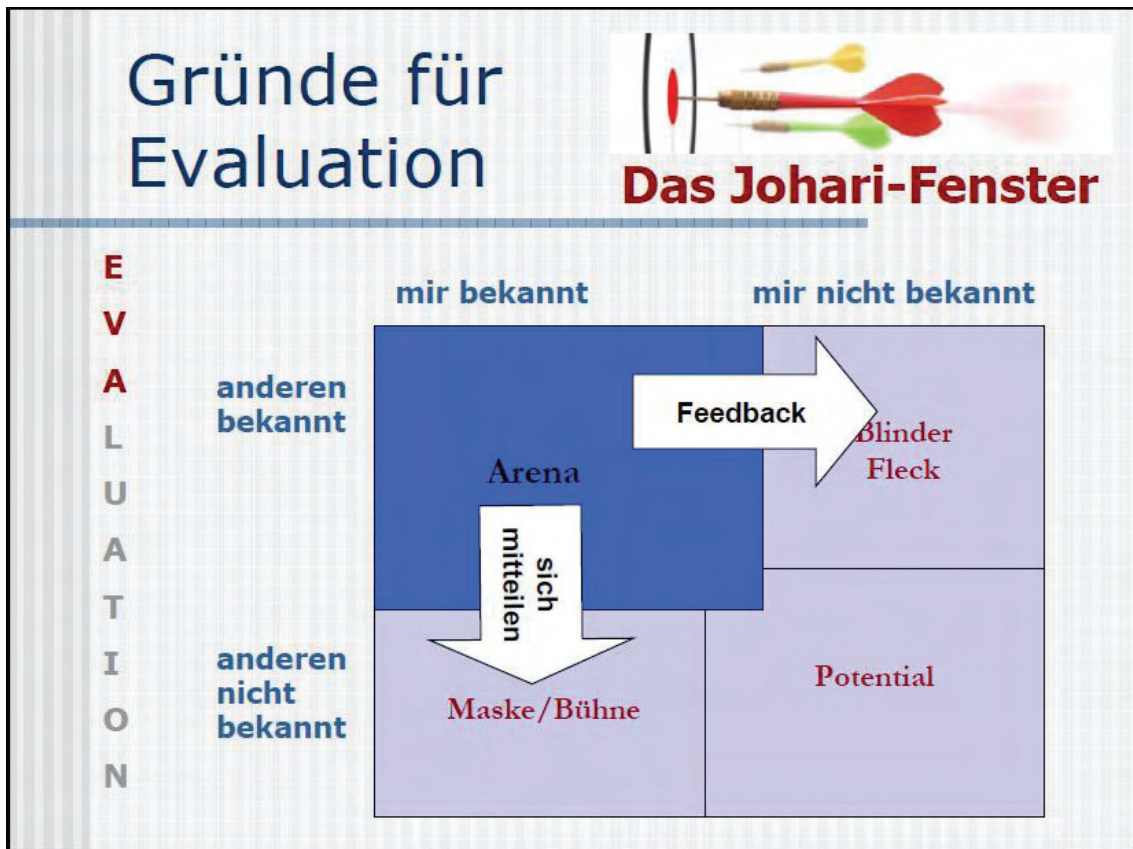 Gründe für
Evaluation
Das Johari-Fenster
E
V
A
L
U
A
T
I
O
N
mir bekannt
mir nicht bekannt
anderen
bekannt
Feedback
Blinder
Fleck
Arena
sich
mitteilen
anderen
nicht
bekannt
Maske/Bühne
Potential